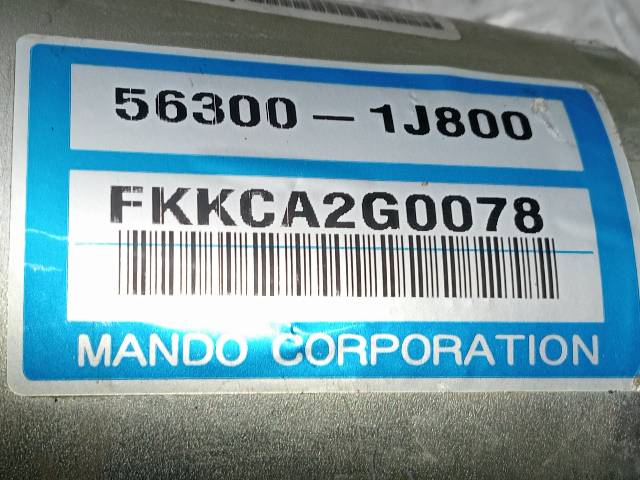 56300-1J800
FKKCA2G0078
MANDO CORPORATION